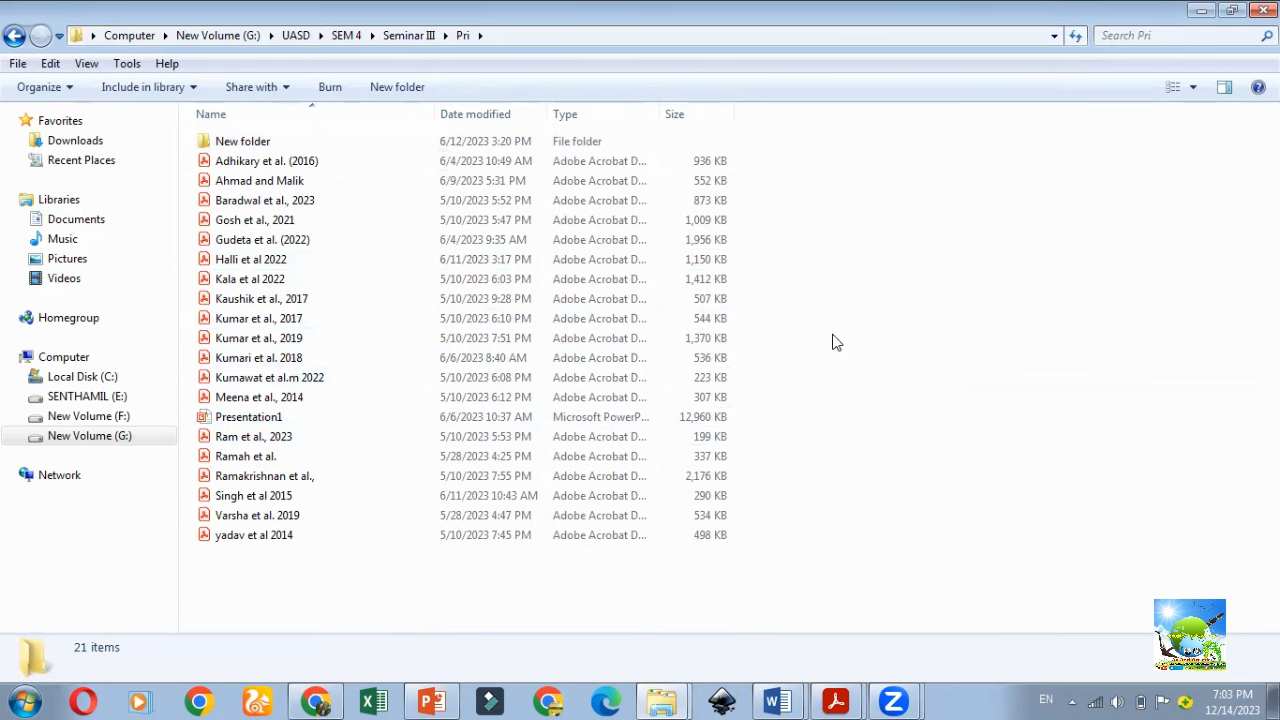 Computer New Volume (G:) UASD SEM 4 Seminar III Pri Search Pri
File Edit View Tools Help
Organize Include in library Share with Burn New folder
Name Date modified Type Size
Favorites
Downloads
Recent Places
Libraries
Documents
Music
Pictures
Videos
Homegroup
Computer
Local Disk (C:)
SENTHAMIL (E:)
New Volume (F:)
New Volume (G:)
Network
New folder 6/12/2023 3:20 PM File folder
Adhikary et al. (2016) 6/4/2023 10:49 AM Adobe Acrobat D... 936 KB
Ahmad and Malik 6/9/2023 5:31 PM Adobe Acrobat D... 552 KB
Baradwal et al., 2023 5/10/2023 5:52 PM Adobe Acrobat D... 873 KB
Gosh et al., 2021 5/10/2023 5:47 PM Adobe Acrobat D... 1,009 KB
Gudeta et al. (2022) 6/4/2023 9:35 AM Adobe Acrobat D... 1,956 KB
Halli et al 2022 6/11/2023 3:17 PM Adobe Acrobat D... 1,150 KB
Kala et al 2022 5/10/2023 6:03 PM Adobe Acrobat D... 1,412 KB
Kaushik et al., 2017 5/10/2023 9:28 PM Adobe Acrobat D... 507 KB
Kumar et al., 2017 5/10/2023 6:10 PM Adobe Acrobat D... 544 KB
Kumar et al., 2019 5/10/2023 7:51 PM Adobe Acrobat D... 1,370 KB
Kumari et al. 2018 6/6/2023 8:40 AM Adobe Acrobat D... 536 KB
Kumawat et al.m 2022 5/10/2023 6:08 PM Adobe Acrobat D... 223 KB
Meena et al., 2014 5/10/2023 6:12 PM Adobe Acrobat D... 307 KB
Presentation1 6/6/2023 10:37 AM Microsoft PowerP... 12,960 KB
Ram et al., 2023 5/10/2023 5:53 PM Adobe Acrobat D... 199 KB
Ramah et al. 5/28/2023 4:25 PM Adobe Acrobat D... 337 KB
Ramakrishnan et al., 5/10/2023 7:55 PM Adobe Acrobat D... 2,176 KB
Singh et al 2015 6/11/2023 10:43 AM Adobe Acrobat D... 290 KB
Varsha et al. 2019 5/28/2023 4:47 PM Adobe Acrobat D... 534 KB
yadav et al 2014 5/10/2023 7:45 PM Adobe Acrobat D... 498 KB
21 items
EN 7:03 PM
12/14/2023